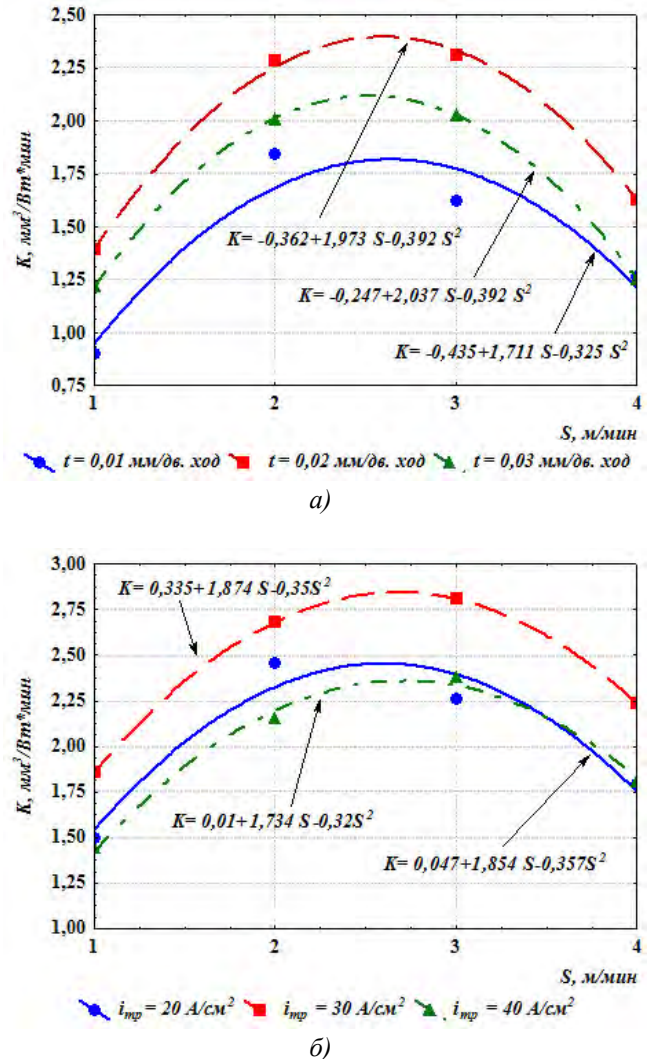 2,50
2,25
2,00
1,75
1,50
1,25
1,00
0,75
K, мм³/Вт*мин
K= -0,362+1,973 S-0,392 S²
K= -0,247+2,037 S-0,392 S²
K= -0,435+1,711 S-0,325 S²
1 2 3 4
S, м/мин
t = 0,01 мм/дв. ход t = 0,02 мм/дв. ход t = 0,03 мм/дв. ход
а)
3,00
2,75
2,50
2,25
2,00
1,75
1,50
1,25
1,00
K, мм³/Вт*мин
K= 0,335+1,874 S-0,35S²
K= 0,01+1,734 S-0,32S²
K= 0,047+1,854 S-0,357S²
1 2 3 4
S, м/мин
iтр = 20 А/см² iтр = 30 А/см² iтр = 40 А/см²
б)